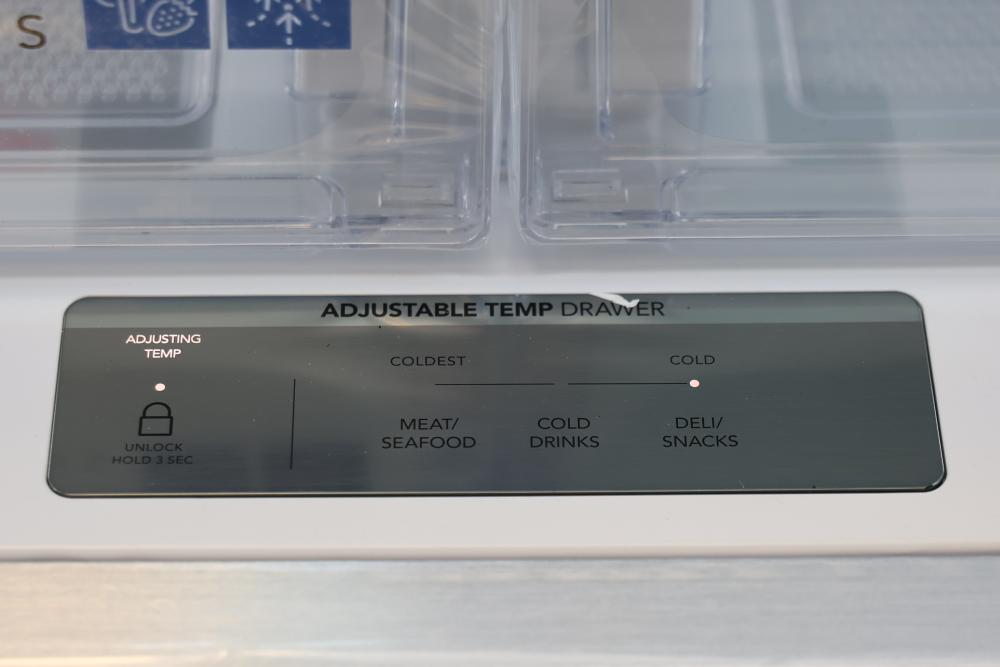 S
ADJUSTABLE TEMP DRAWER
ADJUSTING
TEMP
UNLOCK
HOLD 3 SEC
COLDEST
COLD
MEAT/
SEAFOOD
COLD
DRINKS
DELI/
SNACKS